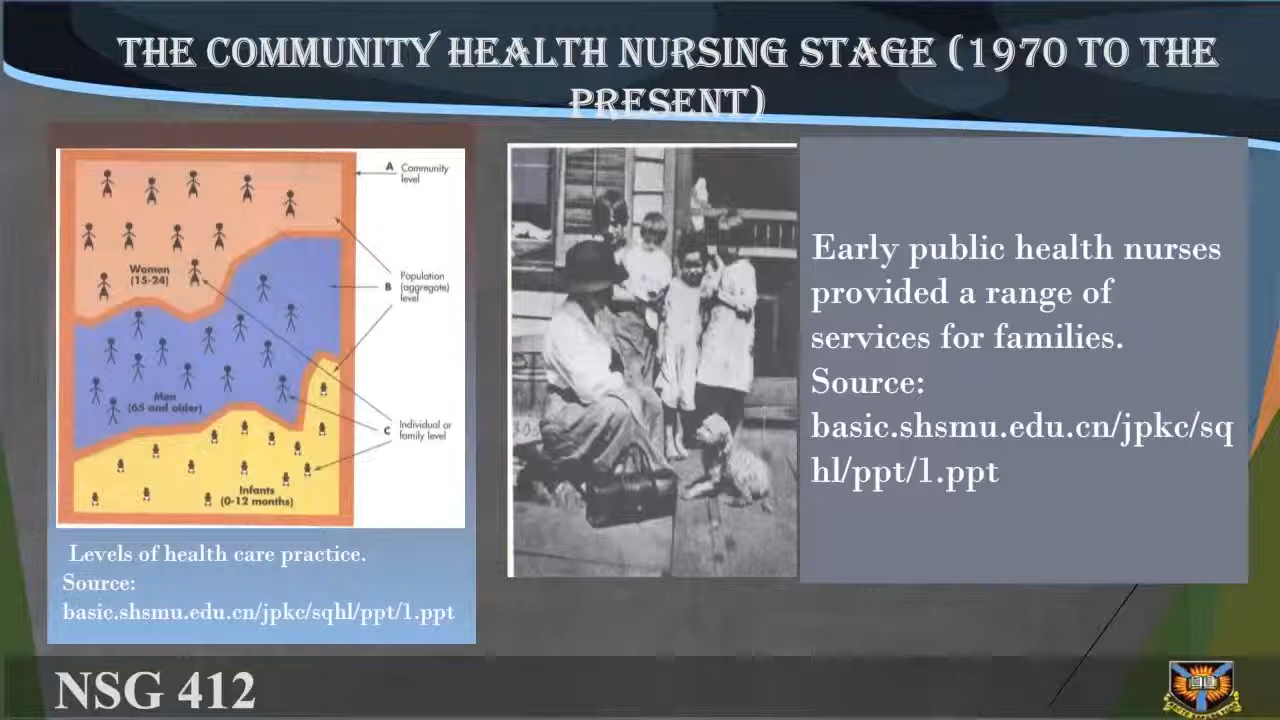 THE COMMUNITY HEALTH NURSING STAGE (1970 TO THE
PRESENT)
A Community
level
Women
(15-24)
B Population
(aggregate)
level
Men
(65 and older)
C Individual or
family level
Infants
(0-12 months)
Levels of health care practice.
Source:
basic.shsmu.edu.cn/jpkc/sqhl/ppt/1.ppt
Early public health nurses
provided a range of
services for families.
Source:
basic.shsmu.edu.cn/jpkc/sq
hl/ppt/1.ppt
NSG 412